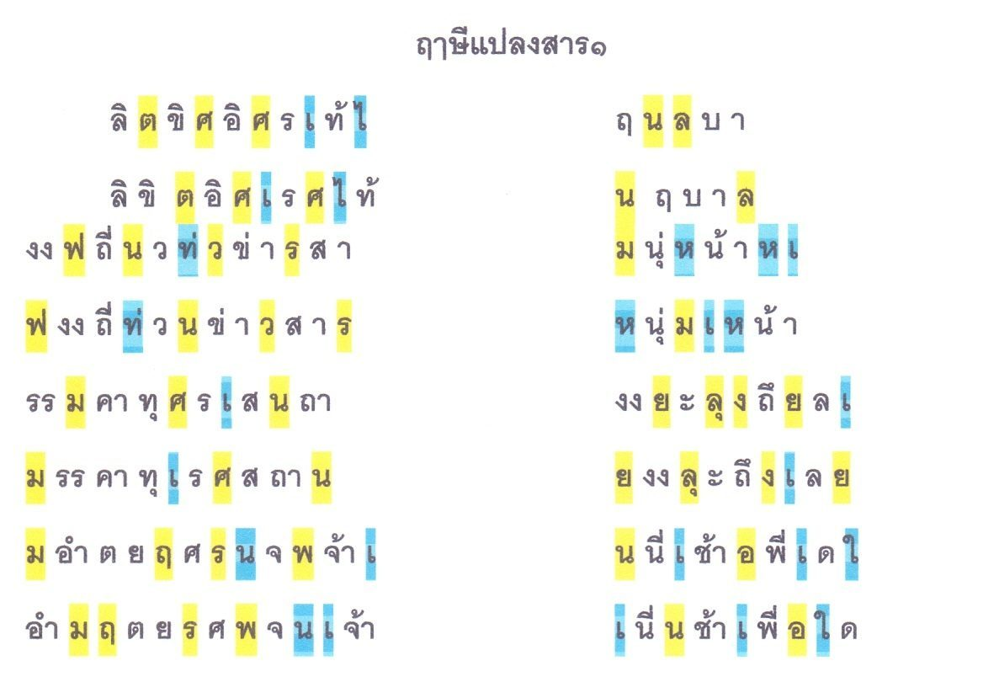 ฤๅษีแปลงสาร๑
ลิ ต ขิ ศ อิ ศ ร เ ท้ ไ ฤ น ล บ า
ลิ ขิ ต อิ ศ เ ร ศ ไ ท้ น ฤ บ า ล
งง ฟ ถี่ น ว ท่ ว ข่ า ร ส า ม นุ่ ห น้ า ห เ
ฟ งง ถี่ ท่ ว น ข่ า ว ส า ร ห นุ่ ม เ ห น้ า
รร ม คา ทุ ศ ร เ ส น ถา งง ย ะ ลุ ง ถึ ย ล เ
ม รร คา ทุ เ ร ศ ส ถา น ย งง ลุ ะ ถึ ง เ ล ย
ม อำ ต ย ฤ ศ ร น จ พ จ้า เ น นี่ เ ช้า อ พี่ เ ด ใ
อำ ม ฤ ต ย ร ศ พ จ น เ จ้า เ นี่ น ช้า เ พี่ อ ใ ด